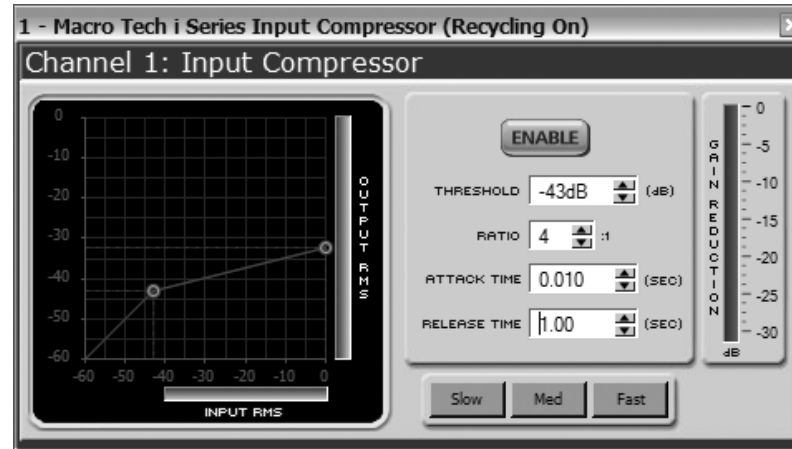 1 - Macro Tech i Series Input Compressor (Recycling On)
Channel 1: Input Compressor
0
-10
-20
-30
-40
-50
-60
-60 -50 -40 -30 -20 -10 0
OUTPUT RMS
INPUT RMS
ENABLE
THRESHOLD -43dB (dB)
RATIO 4 :1
ATTACK TIME 0.010 (SEC)
RELEASE TIME 1.00 (SEC)
Slow Med Fast
GAIN REDUCTION
0
-5
-10
-15
-20
-25
-30
dB